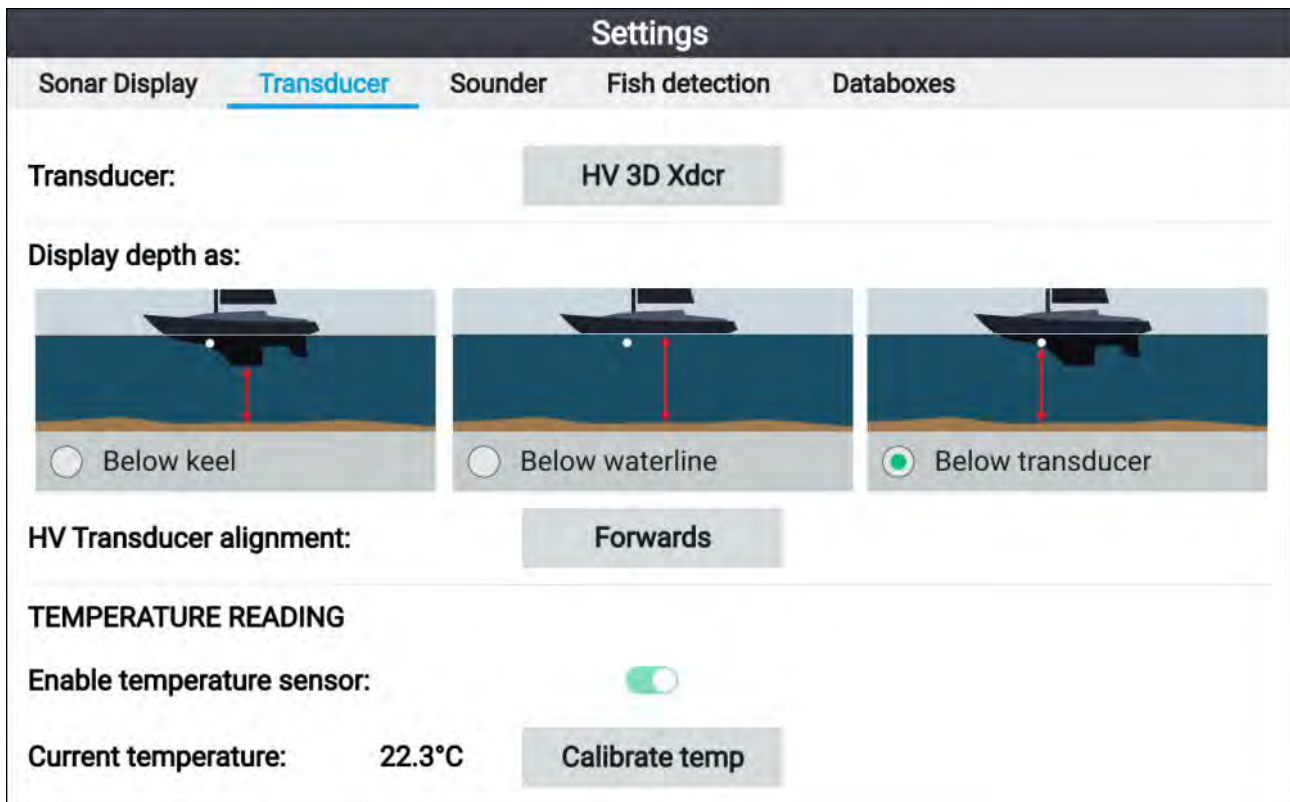 Settings
Sonar Display Transducer Sounder Fish detection Databoxes
Transducer: HV 3D Xdcr
Display depth as:
Below keel Below waterline Below transducer
HV Transducer alignment: Forwards
TEMPERATURE READING
Enable temperature sensor:
Current temperature: 22.3°C Calibrate temp